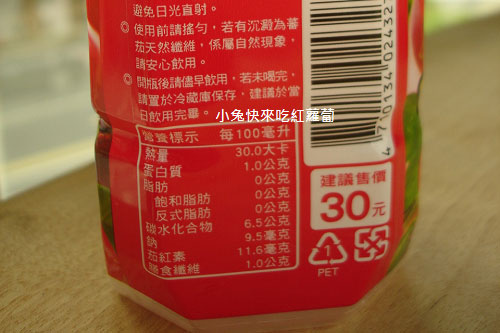 避免日光直射。
◎ 使用前請搖勻，若有沉澱為蕃
茄天然纖維，係屬自然現象，
請安心飲用。
◎ 開瓶後請儘早飲用，若未喝完，
請置於冷藏庫保存，建議於當
日飲用完畢。
小兔快來吃紅蘿蔔
營養標示 每100毫升
熱量 30.0大卡
蛋白質 1.0公克
脂肪 0公克
飽和脂肪 0公克
反式脂肪 0公克
碳水化合物 6.5公克
鈉 9.5毫克
茄紅素 11.6毫克
膳食纖維 1.0公克
4 710134 02432
建議售價
30元
1
PET